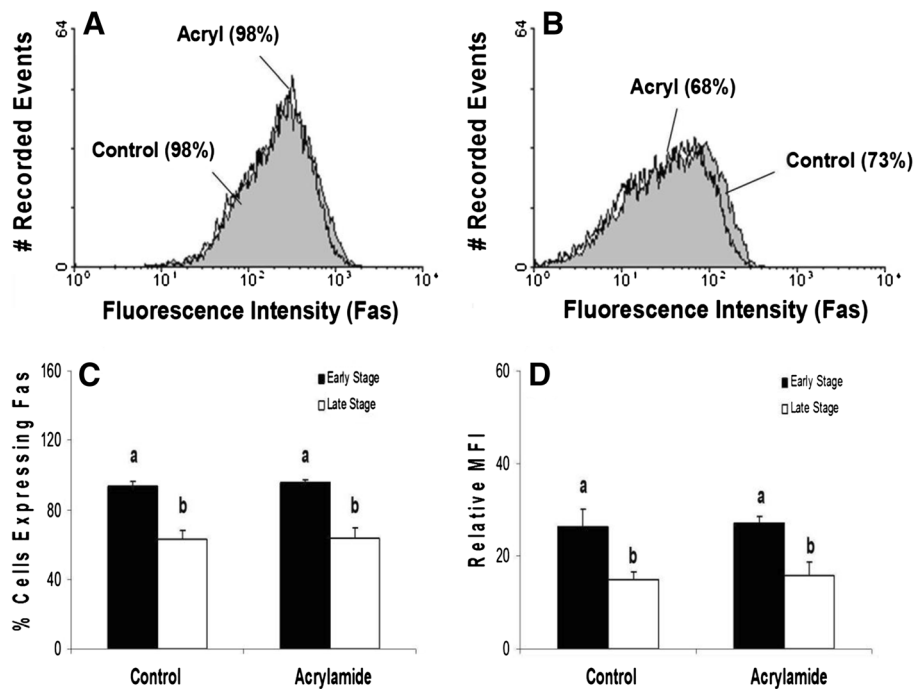 A
64
Acryl (98%)
Control (98%)
# Recorded Events
0
10⁰ 10¹ 10² 10³ 10⁴
Fluorescence Intensity (Fas)
B
64
Acryl (68%)
Control (73%)
# Recorded Events
0
10⁰ 10¹ 10² 10³ 10⁴
Fluorescence Intensity (Fas)
C
% Cells Expressing Fas
160
120
80
40
0
Early Stage
Late Stage
a
b
a
b
Control Acrylamide
D
Relative MFI
60
40
20
0
Early Stage
Late Stage
a
b
a
b
Control Acrylamide